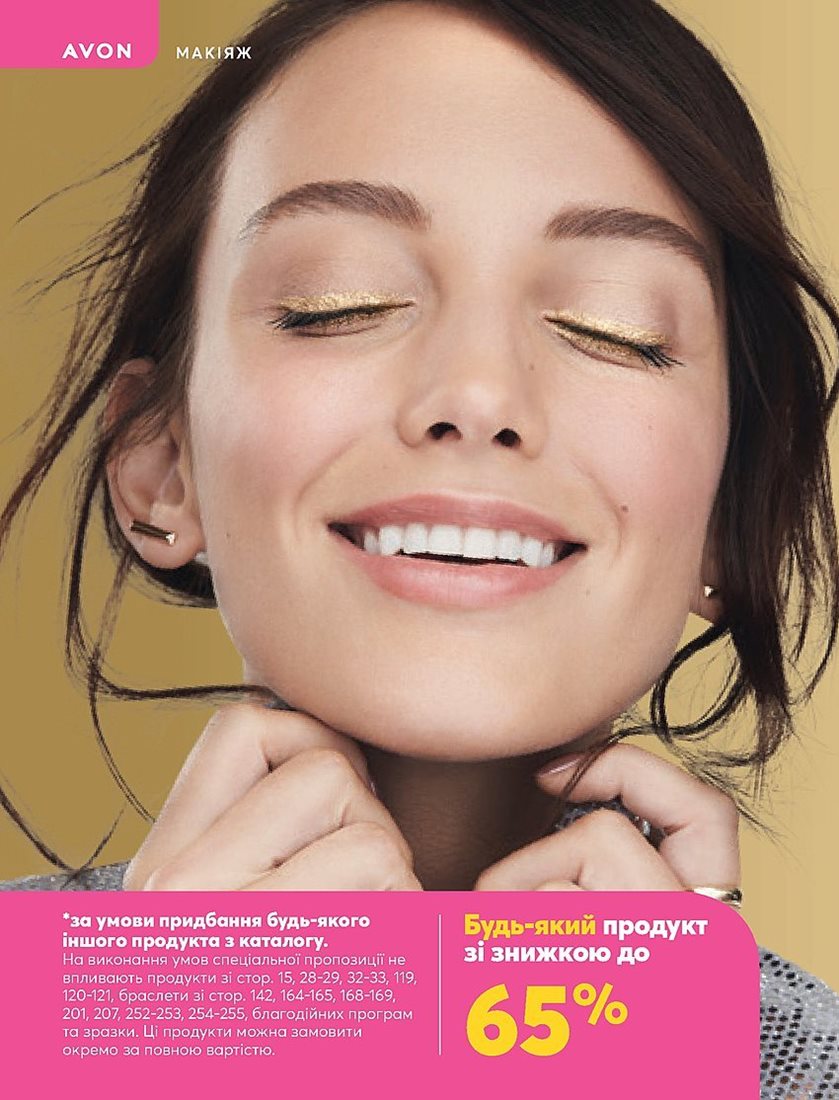 AVON
МАКІЯЖ
*за умови придбання будь-якого
іншого продукта з каталогу.
На виконання умов спеціальної пропозиції не
впливають продукти зі стор. 15, 28-29, 32-33, 119,
120-121, браслети зі стор. 142, 164-165, 168-169,
201, 207, 252-253, 254-255, благодійних програм
та зразки. Ці продукти можна замовити
окремо за повною вартістю.
Будь-який продукт
зі знижкою до
65%